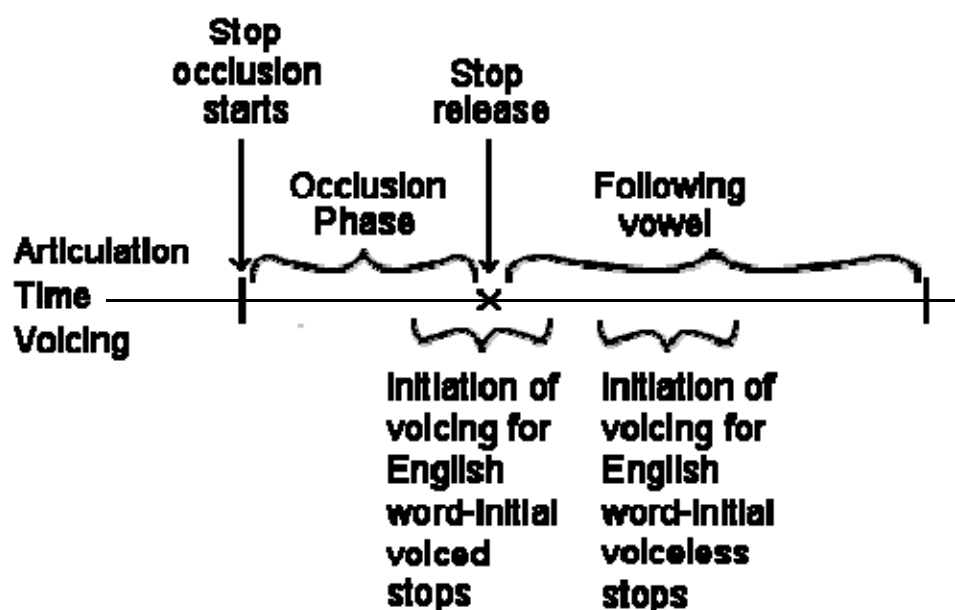 Stop
occlusion
starts
Stop
release
Occlusion
Phase
Following
vowel
Articulation
Time
Voicing
Initiation of
voicing for
English
word-initial
voiced
stops
Initiation of
voicing for
English
word-initial
voiceless
stops